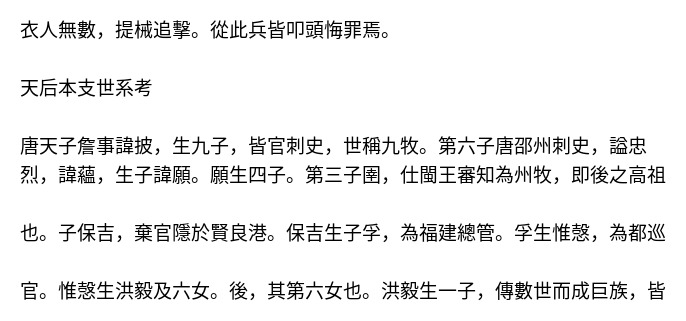 衣人無數，提械追擊。從此兵皆叩頭悔罪焉。
天后本支世系考
唐天子詹事諱披，生九子，皆官刺史，世稱九牧。第六子唐邵州刺史，謚忠
烈，諱蘊，生子諱願。願生四子。第三子圉，仕閩王審知為州牧，即後之高祖
也。子保吉，棄官隱於賢良港。保吉生子孚，為福建總管。孚生惟愨，為都巡
官。惟愨生洪毅及六女。後，其第六女也。洪毅生一子，傳數世而成巨族，皆